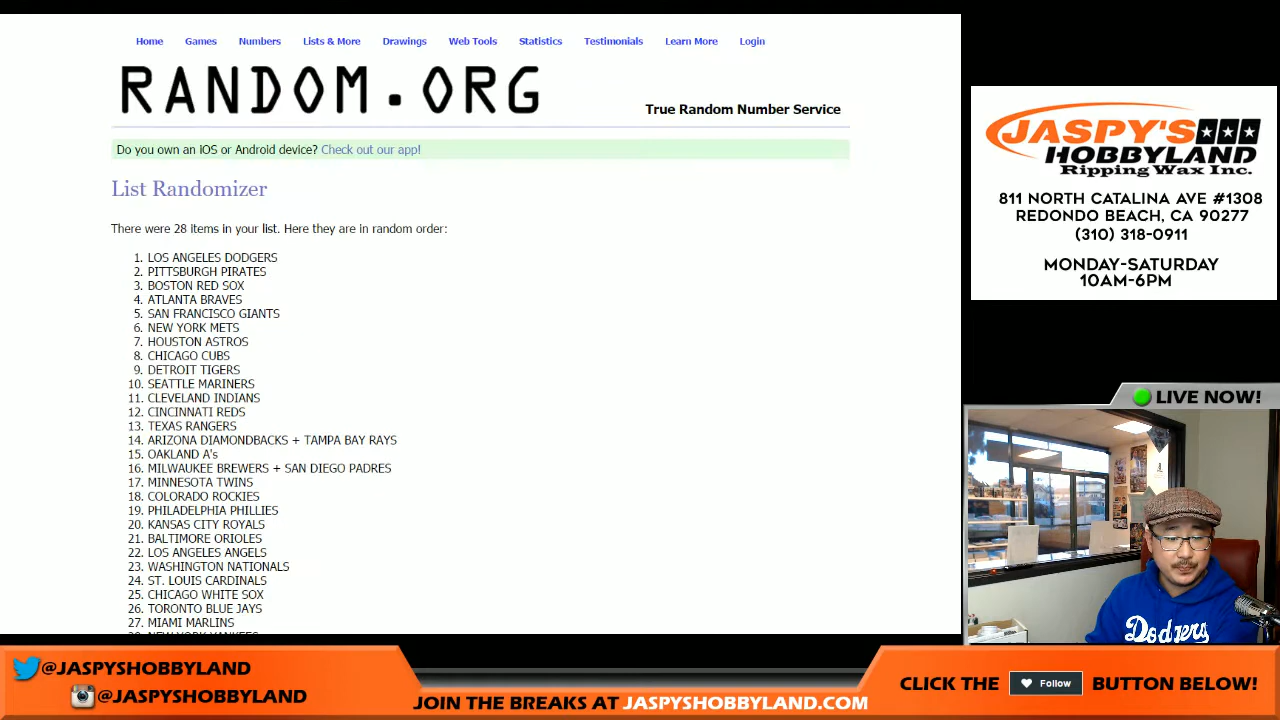 Home Games Numbers Lists & More Drawings Web Tools Statistics Testimonials Learn More Login
RANDOM.ORG
True Random Number Service
Do you own an iOS or Android device? Check out our app!
List Randomizer
There were 28 items in your list. Here they are in random order:
1. LOS ANGELES DODGERS
2. PITTSBURGH PIRATES
3. BOSTON RED SOX
4. ATLANTA BRAVES
5. SAN FRANCISCO GIANTS
6. NEW YORK METS
7. HOUSTON ASTROS
8. CHICAGO CUBS
9. DETROIT TIGERS
10. SEATTLE MARINERS
11. CLEVELAND INDIANS
12. CINCINNATI REDS
13. TEXAS RANGERS
14. ARIZONA DIAMONDBACKS + TAMPA BAY RAYS
15. OAKLAND A's
16. MILWAUKEE BREWERS + SAN DIEGO PADRES
17. MINNESOTA TWINS
18. COLORADO ROCKIES
19. PHILADELPHIA PHILLIES
20. KANSAS CITY ROYALS
21. BALTIMORE ORIOLES
22. LOS ANGELES ANGELS
23. WASHINGTON NATIONALS
24. ST. LOUIS CARDINALS
25. CHICAGO WHITE SOX
26. TORONTO BLUE JAYS
27. MIAMI MARLINS
28. NEW YORK YANKEES
JASPY'S
HOBBYLAND
Ripping Wax Inc.
811 NORTH CATALINA AVE #1308
REDONDO BEACH, CA 90277
(310) 318-0911
MONDAY-SATURDAY
10AM-6PM
LIVE NOW!
Dodgers
@JASPYSHOBBYLAND
@JASPYSHOBBYLAND
JOIN THE BREAKS AT JASPYSHOBBYLAND.COM
CLICK THE Follow BUTTON BELOW!